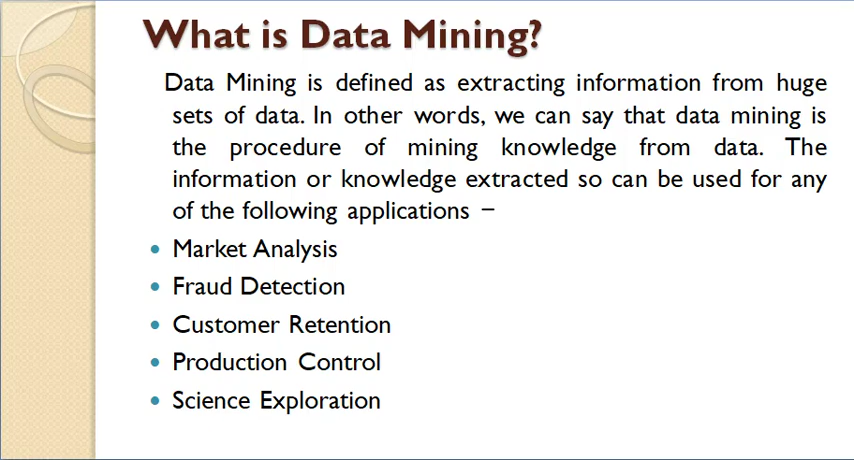 What is Data Mining?
Data Mining is defined as extracting information from huge
sets of data. In other words, we can say that data mining is
the procedure of mining knowledge from data. The
information or knowledge extracted so can be used for any
of the following applications −
• Market Analysis
• Fraud Detection
• Customer Retention
• Production Control
• Science Exploration